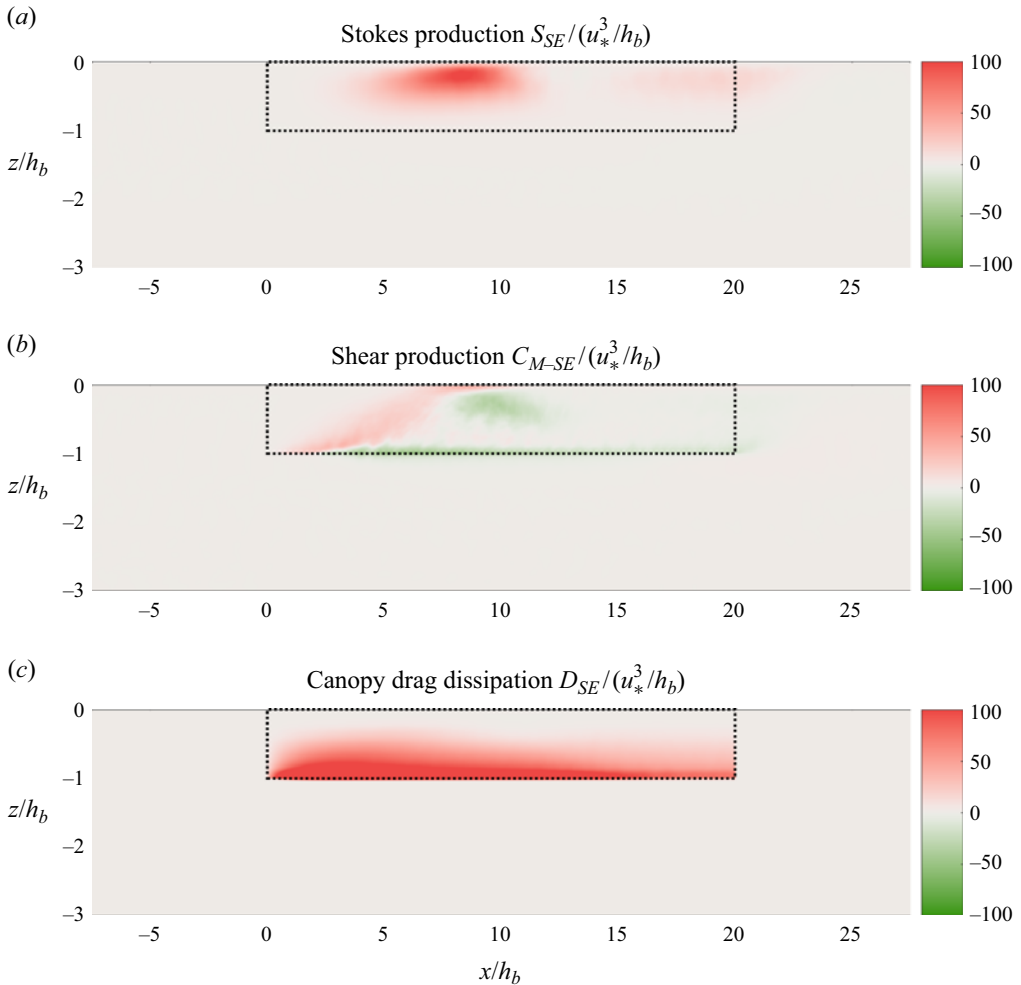 (a)
Stokes production S_SE/(u_*^3/h_b)
0
–1
z/h_b
–2
–3
–5 0 5 10 15 20 25
100
50
0
–50
–100
(b)
Shear production C_M–SE/(u_*^3/h_b)
0
–1
z/h_b
–2
–3
–5 0 5 10 15 20 25
100
50
0
–50
–100
(c)
Canopy drag dissipation D_SE/(u_*^3/h_b)
0
–1
z/h_b
–2
–3
–5 0 5 10 15 20 25
x/h_b
100
50
0
–50
–100